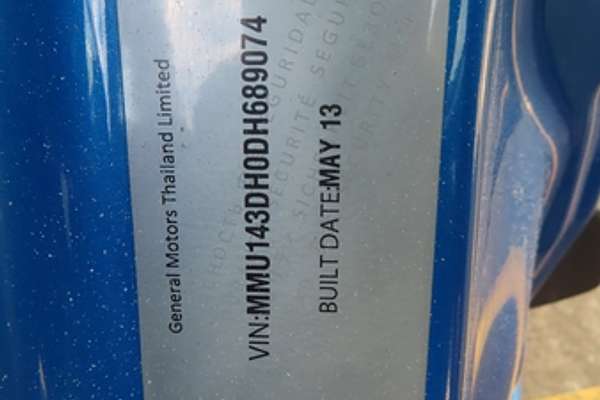 General Motors Thailand Limited
VIN:MMU143DH0DH689074
BUILT DATE:MAY 13